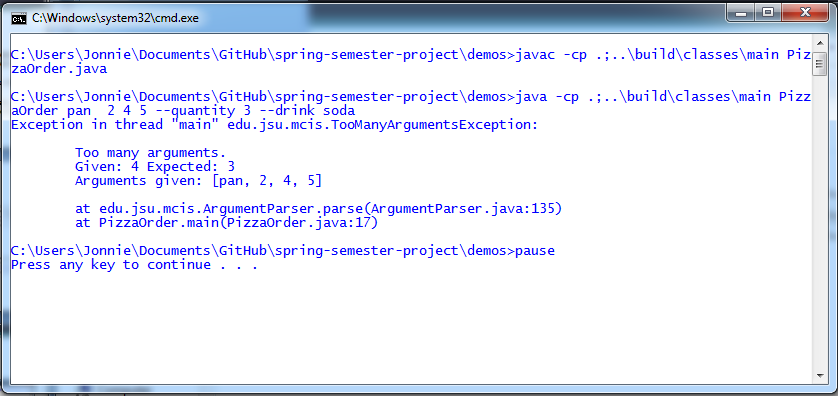 C:\Windows\system32\cmd.exe
C:\Users\Jonnie\Documents\GitHub\spring-semester-project\demos>javac -cp .;..\build\classes\main Piz
zaOrder.java
C:\Users\Jonnie\Documents\GitHub\spring-semester-project\demos>java -cp .;..\build\classes\main Pizz
aOrder pan  2 4 5 --quantity 3 --drink soda
Exception in thread "main" edu.jsu.mcis.TooManyArgumentsException:
Too many arguments.
Given: 4 Expected: 3
Arguments given: [pan, 2, 4, 5]
at edu.jsu.mcis.ArgumentParser.parse(ArgumentParser.java:135)
at PizzaOrder.main(PizzaOrder.java:17)
C:\Users\Jonnie\Documents\GitHub\spring-semester-project\demos>pause
Press any key to continue . . .